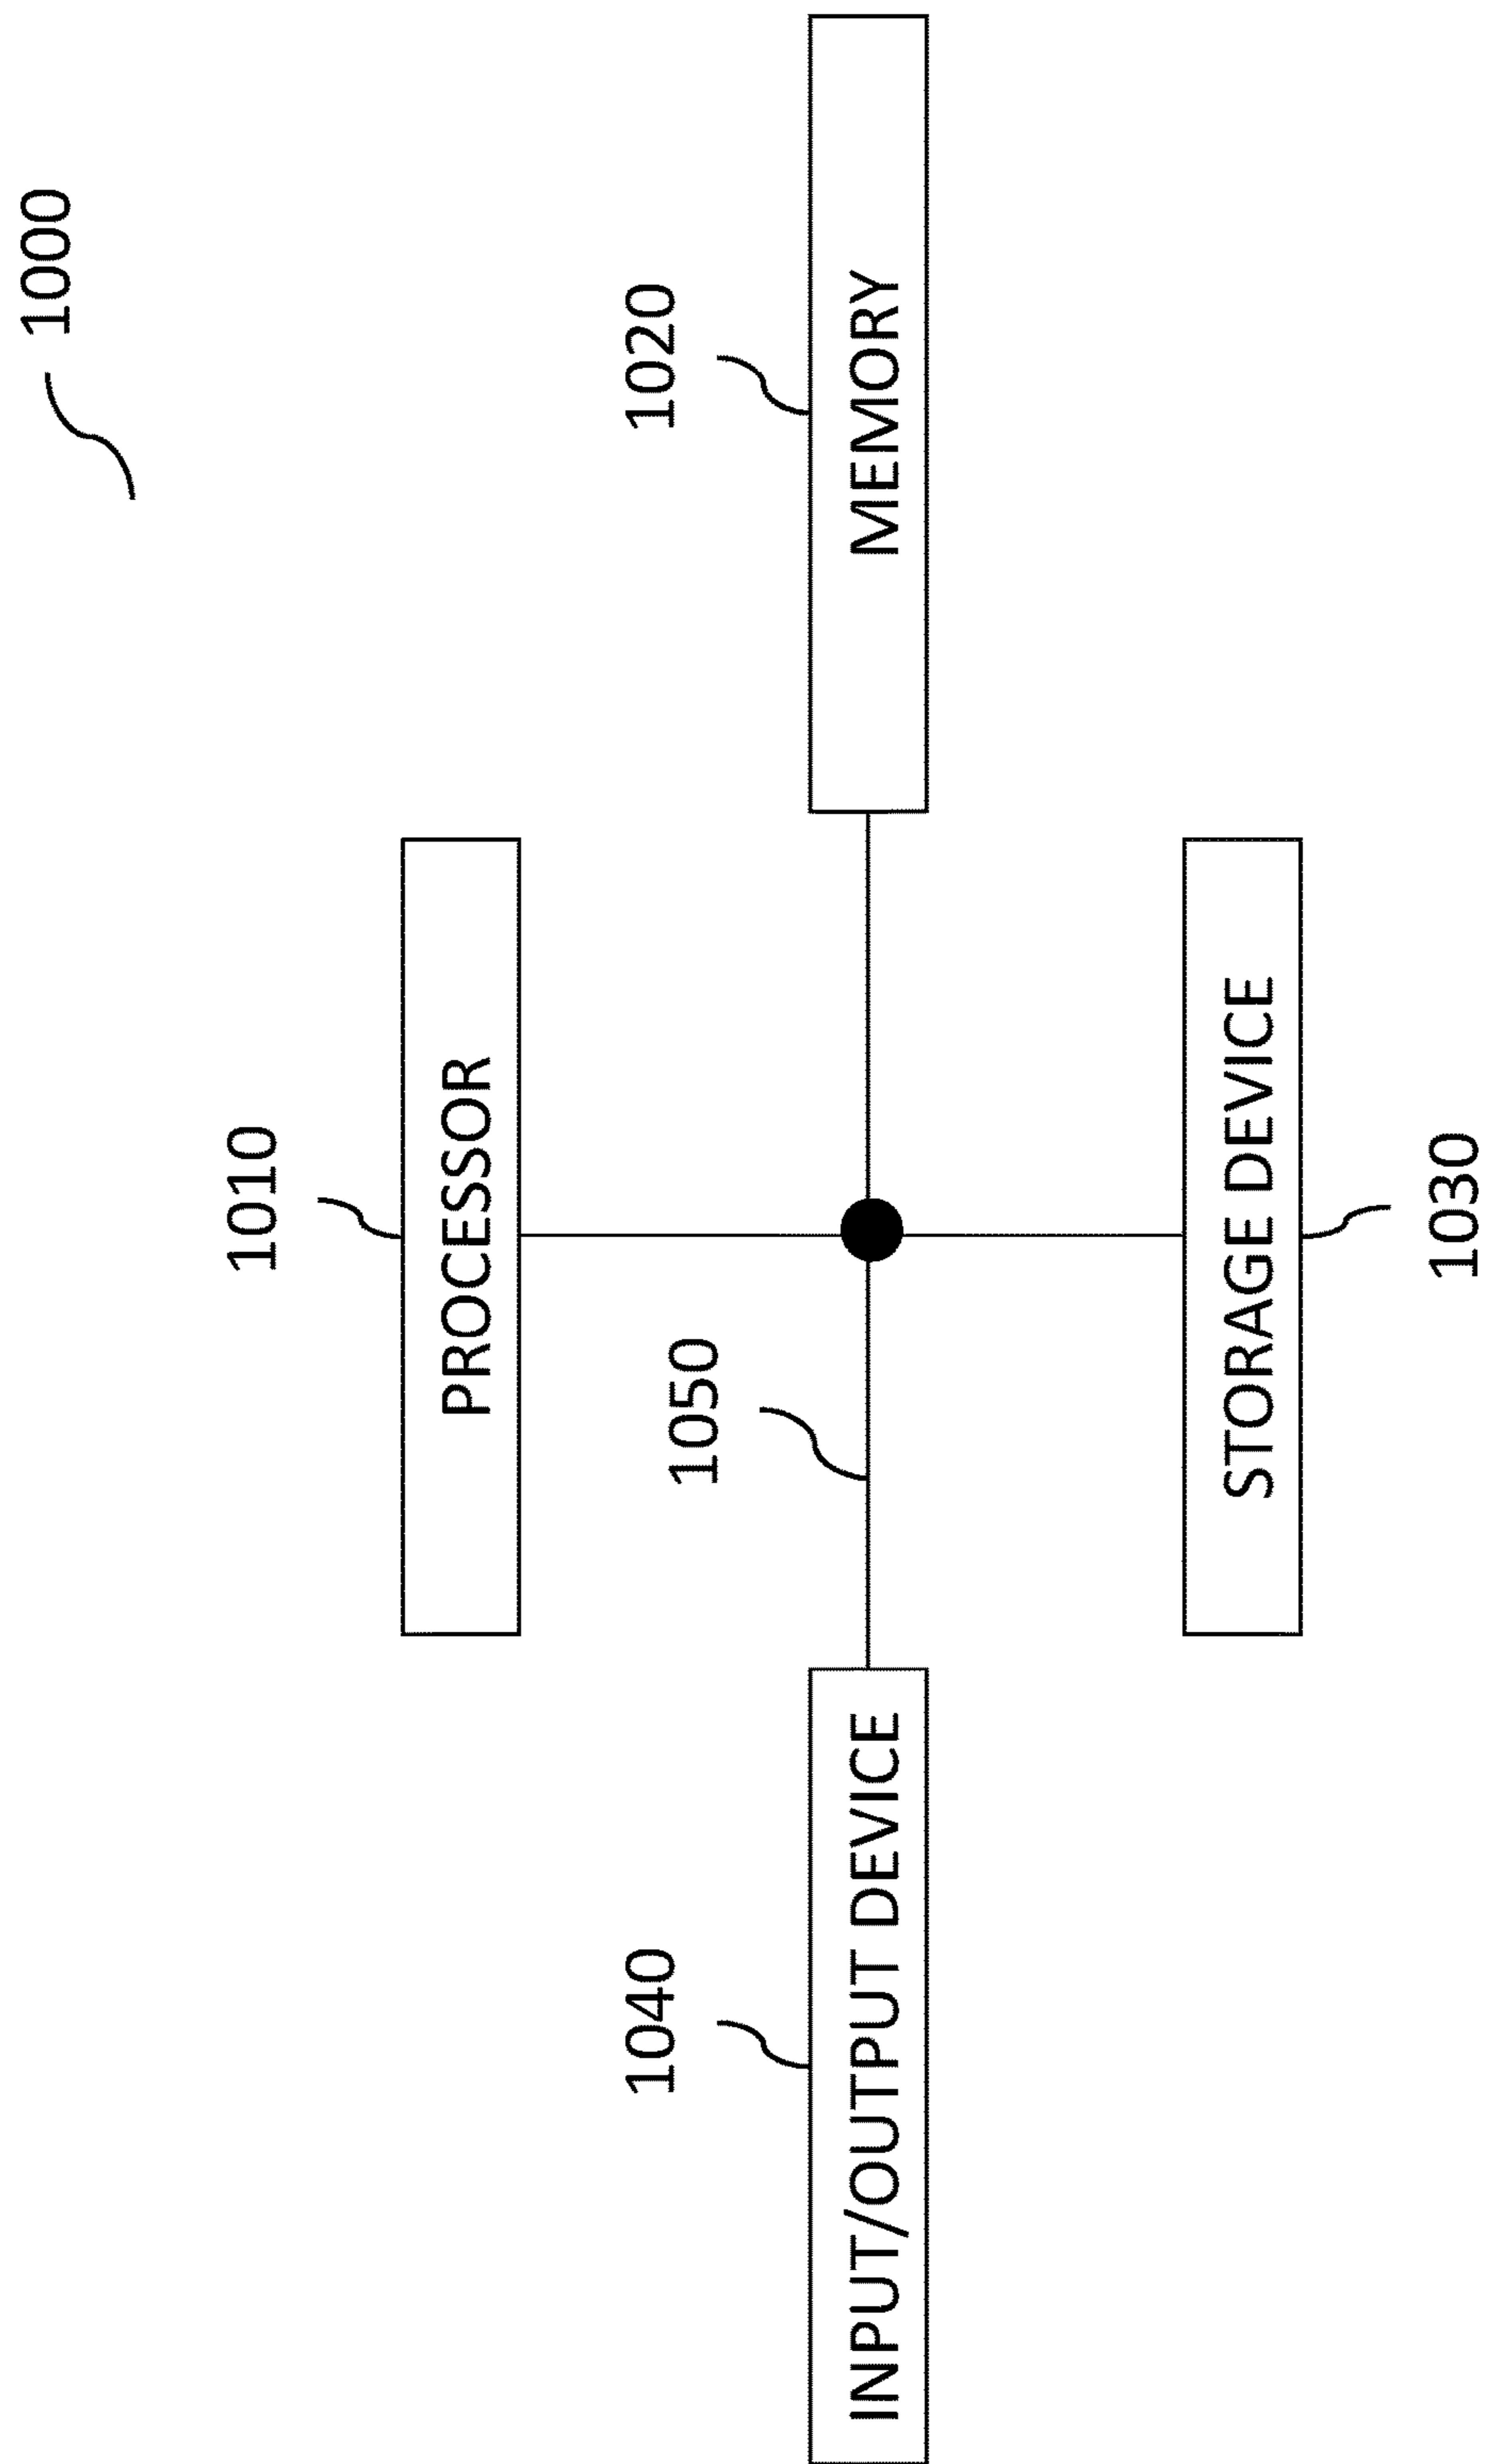 1000
1010
PROCESSOR
1040
1050
1020
INPUT/OUTPUT DEVICE
MEMORY
STORAGE DEVICE
1030